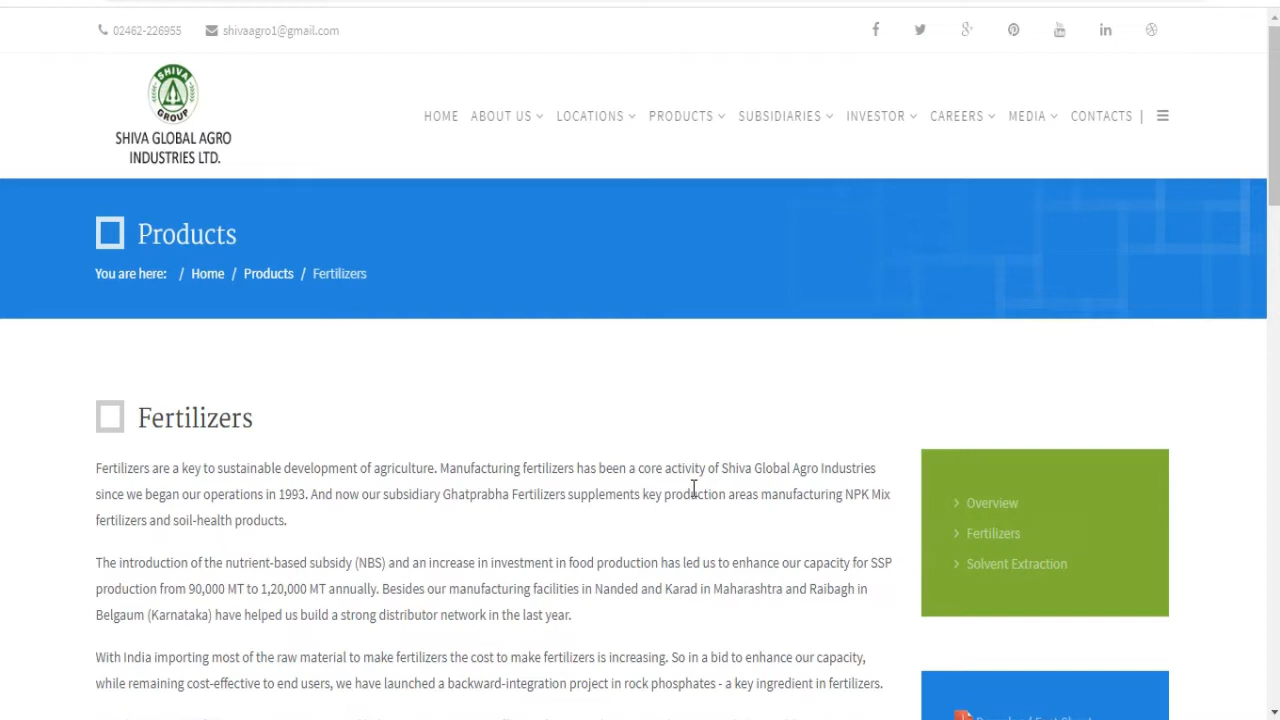 02462-226955 shivaagro1@gmail.com
SHIVA
GROUP
SHIVA GLOBAL AGRO
INDUSTRIES LTD.
HOME ABOUT US LOCATIONS PRODUCTS SUBSIDIARIES INVESTOR CAREERS MEDIA CONTACTS |
Products
You are here: / Home / Products / Fertilizers
Fertilizers
Fertilizers are a key to sustainable development of agriculture. Manufacturing fertilizers has been a core activity of Shiva Global Agro Industries
since we began our operations in 1993. And now our subsidiary Ghatprabha Fertilizers supplements key production areas manufacturing NPK Mix
fertilizers and soil-health products.
The introduction of the nutrient-based subsidy (NBS) and an increase in investment in food production has led us to enhance our capacity for SSP
production from 90,000 MT to 1,20,000 MT annually. Besides our manufacturing facilities in Nanded and Karad in Maharashtra and Raibagh in
Belgaum (Karnataka) have helped us build a strong distributor network in the last year.
With India importing most of the raw material to make fertilizers the cost to make fertilizers is increasing. So in a bid to enhance our capacity,
while remaining cost-effective to end users, we have launched a backward-integration project in rock phosphates - a key ingredient in fertilizers.
Overview
Fertilizers
Solvent Extraction